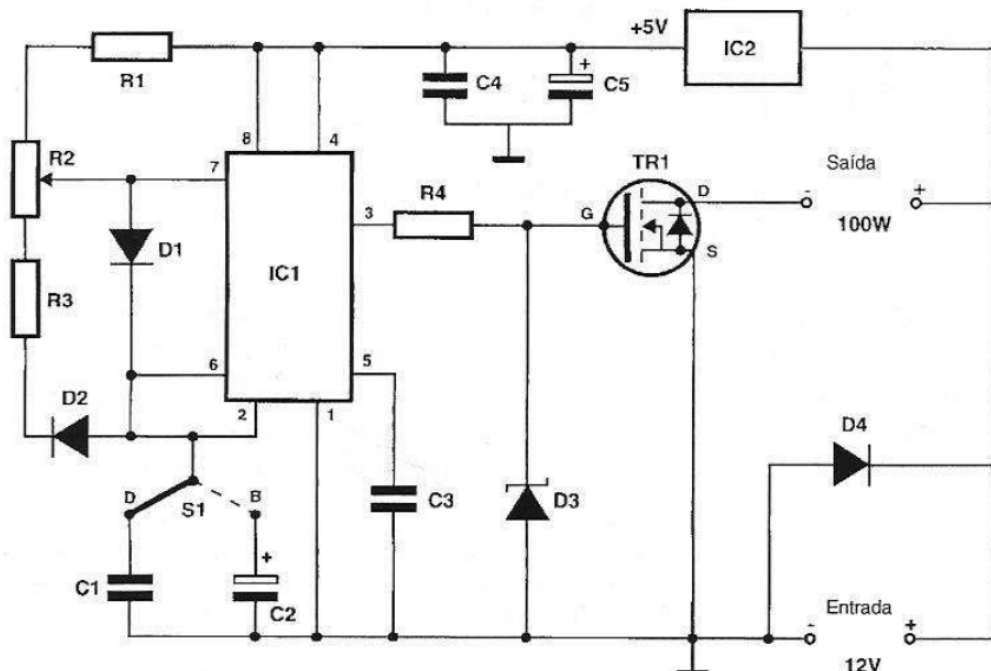 +5V
IC2
R1
C4
+
C5
8
4
R2
7
TR1
Saída
R4
D
-
+
3
G
100W
D1
S
IC1
R3
6
5
D2
2
1
D4
D
B
S1
C3
D3
+
C1
C2
Entrada
-
+
12V